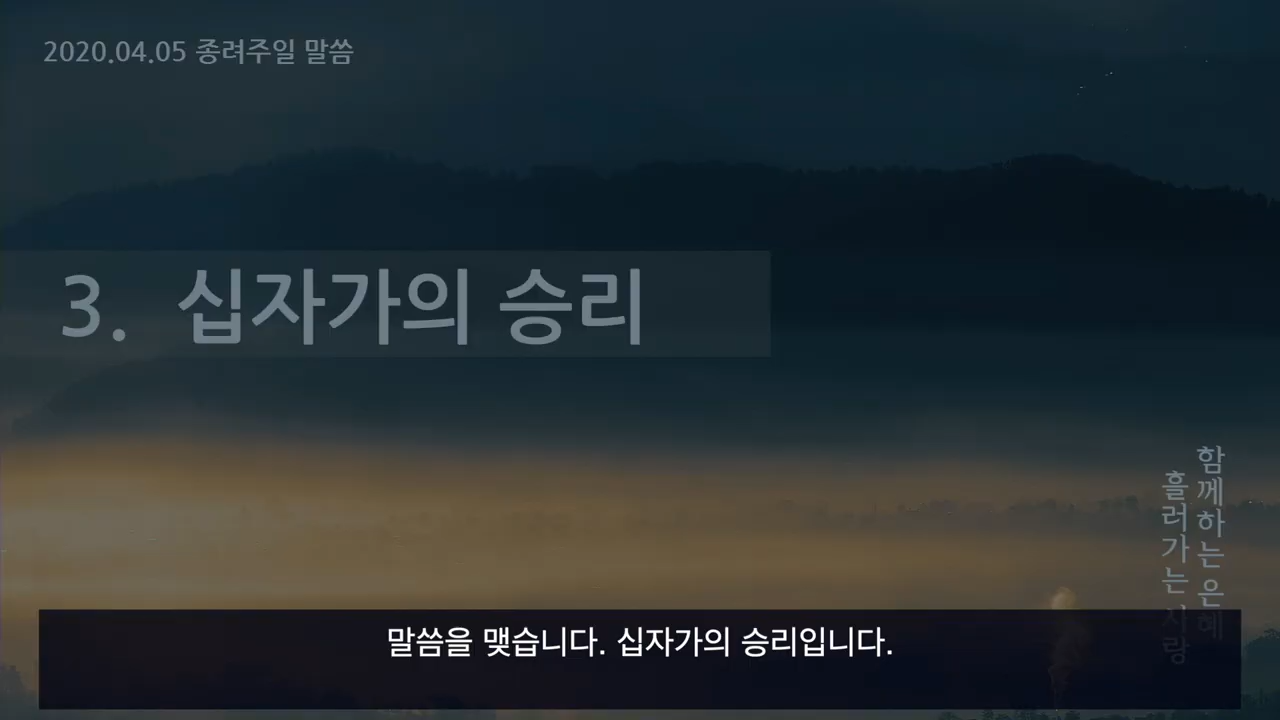 2020.04.05 종려주일 말씀
3. 십자가의 승리
함께하는 은혜
흘러가는 사랑
말씀을 맺습니다. 십자가의 승리입니다.